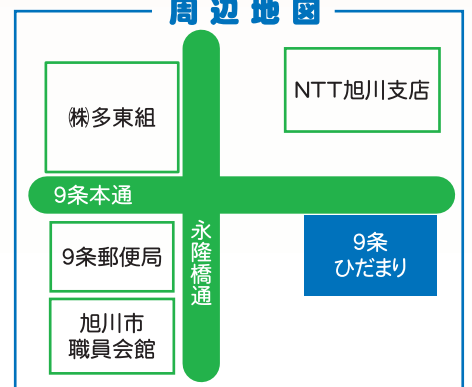 周辺地図
㈱多東組
NTT旭川支店
9条本通
9条郵便局
永隆橋通
9条
ひだまり
旭川市
職員会館